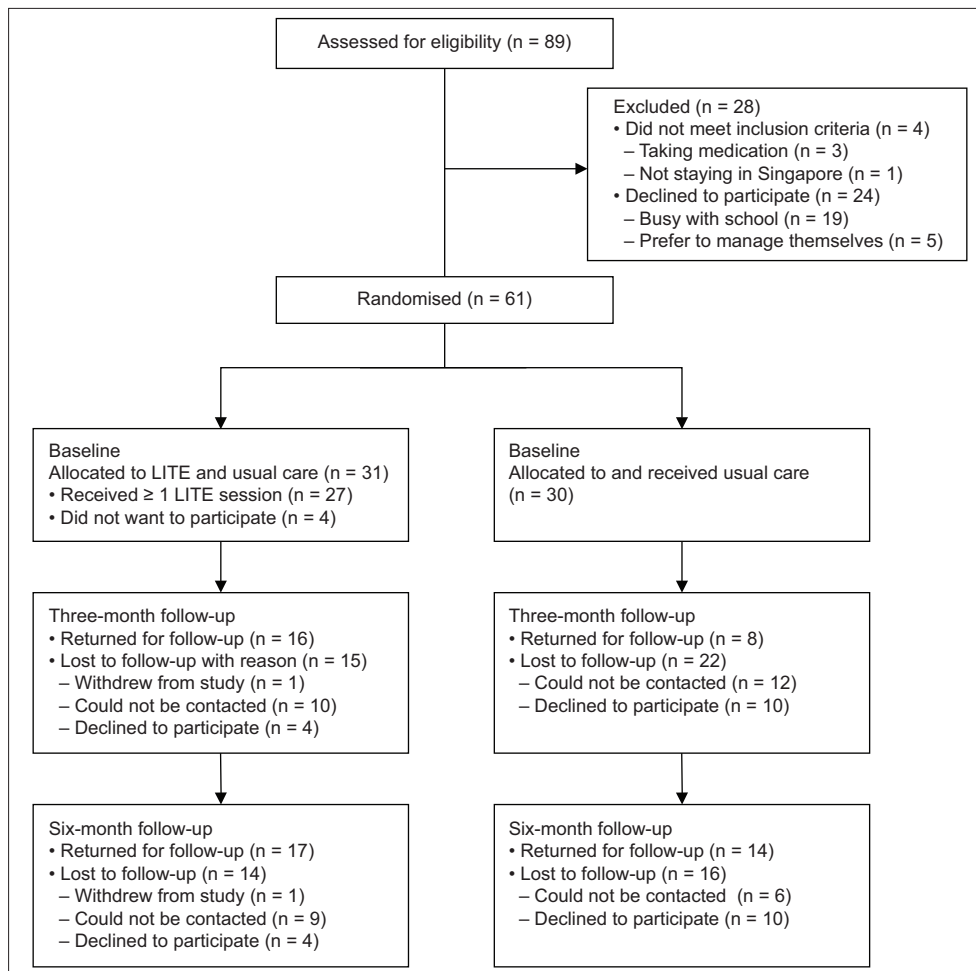 Assessed for eligibility (n = 89)
Excluded (n = 28)
• Did not meet inclusion criteria (n = 4)
– Taking medication (n = 3)
– Not staying in Singapore (n = 1)
• Declined to participate (n = 24)
– Busy with school (n = 19)
– Prefer to manage themselves (n = 5)
Randomised (n = 61)
Baseline
Allocated to LITE and usual care (n = 31)
• Received ≥ 1 LITE session (n = 27)
• Did not want to participate (n = 4)
Baseline
Allocated to and received usual care
(n = 30)
Three-month follow-up
• Returned for follow-up (n = 16)
• Lost to follow-up with reason (n = 15)
– Withdrew from study (n = 1)
– Could not be contacted (n = 10)
– Declined to participate (n = 4)
Three-month follow-up
• Returned for follow-up (n = 8)
• Lost to follow-up (n = 22)
– Could not be contacted (n = 12)
– Declined to participate (n = 10)
Six-month follow-up
• Returned for follow-up (n = 17)
• Lost to follow-up (n = 14)
– Withdrew from study (n = 1)
– Could not be contacted (n = 9)
– Declined to participate (n = 4)
Six-month follow-up
• Returned for follow-up (n = 14)
• Lost to follow-up (n = 16)
– Could not be contacted  (n = 6)
– Declined to participate (n = 10)